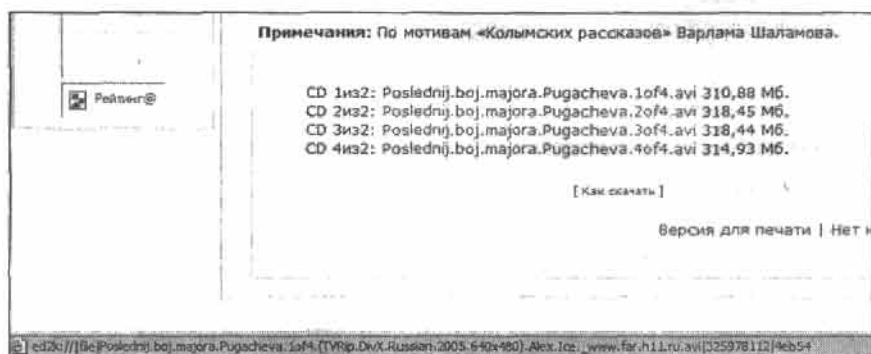 Примечания: По мотивам «Колымских рассказов» Варлама Шаламова.
Рейтинг@
CD 1из2: Poslednij.boj.majora.Pugacheva.1of4.avi 310,88 Мб.
CD 2из2: Poslednij.boj.majora.Pugacheva.2of4.avi 318,45 Мб.
CD 3из2: Poslednij.boj.majora.Pugacheva.3of4.avi 318,44 Мб.
CD 4из2: Poslednij.boj.majora.Pugacheva.4of4.avi 314,93 Мб.
[ Как скачать ]
Версия для печати | Нет
ed2k://|file|Poslednij.boj.majora.Pugacheva.1of4.(TVRip.DivX.Russian.2005.640x480).Alex.Ice._www.far.h11.ru.avi|325978112|4eb54